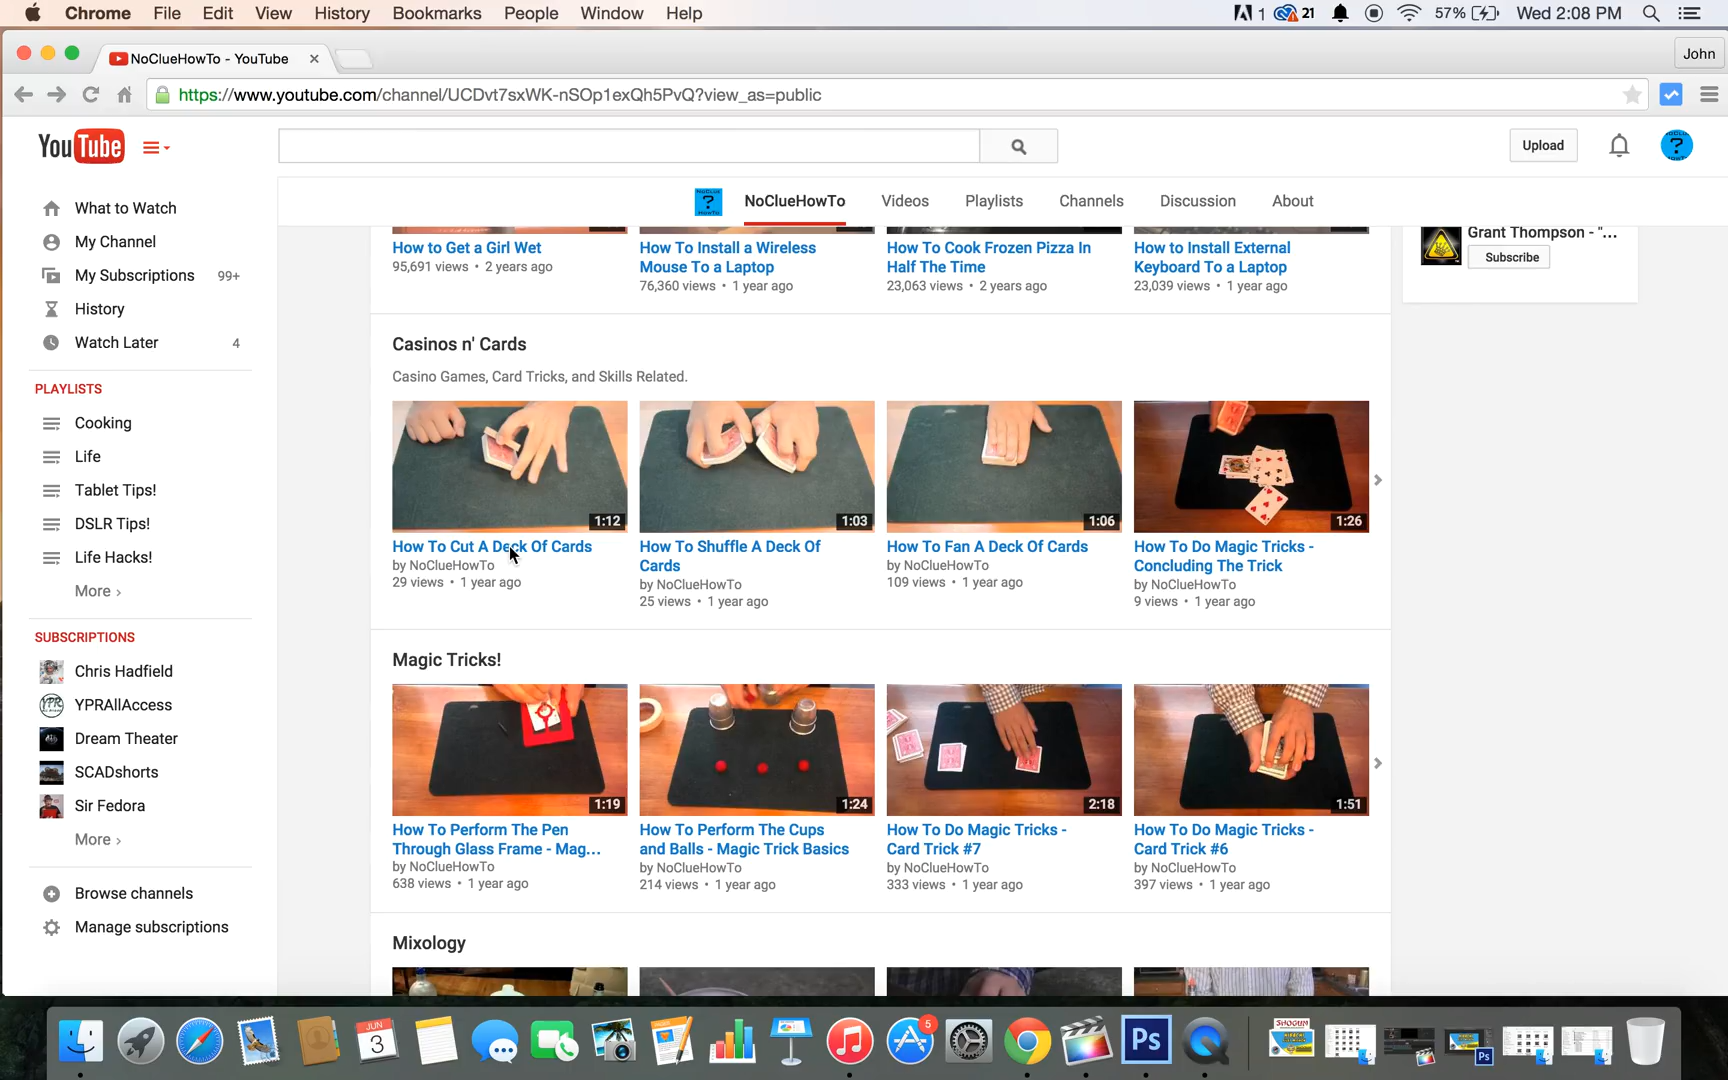 Chrome File Edit View History Bookmarks People Window Help 1 21 57% Wed 2:08 PM
NoClueHowTo - YouTube John
https://www.youtube.com/channel/UCDvt7sxWK-nSOp1exQh5PvQ?view_as=public
YouTube Upload ?
NoClueHowTo Videos Playlists Channels Discussion About
What to Watch
My Channel
My Subscriptions 99+
History
Watch Later 4
PLAYLISTS
Cooking
Life
Tablet Tips!
DSLR Tips!
Life Hacks!
More ›
SUBSCRIPTIONS
Chris Hadfield
YPRAllAccess
Dream Theater
SCADshorts
Sir Fedora
More ›
Browse channels
Manage subscriptions
How to Get a Girl Wet
95,691 views • 2 years ago
How To Install a Wireless
Mouse To a Laptop
76,360 views • 1 year ago
How To Cook Frozen Pizza In
Half The Time
23,063 views • 2 years ago
How to Install External
Keyboard To a Laptop
23,039 views • 1 year ago
Grant Thompson - "...
Subscribe
Casinos n' Cards
Casino Games, Card Tricks, and Skills Related.
1:12
How To Cut A Deck Of Cards
by NoClueHowTo
29 views • 1 year ago
1:03
How To Shuffle A Deck Of
Cards
by NoClueHowTo
25 views • 1 year ago
1:06
How To Fan A Deck Of Cards
by NoClueHowTo
109 views • 1 year ago
1:26
How To Do Magic Tricks -
Concluding The Trick
by NoClueHowTo
9 views • 1 year ago
Magic Tricks!
1:19
How To Perform The Pen
Through Glass Frame - Mag...
by NoClueHowTo
638 views • 1 year ago
1:24
How To Perform The Cups
and Balls - Magic Trick Basics
by NoClueHowTo
214 views • 1 year ago
2:18
How To Do Magic Tricks -
Card Trick #7
by NoClueHowTo
333 views • 1 year ago
1:51
How To Do Magic Tricks -
Card Trick #6
by NoClueHowTo
397 views • 1 year ago
Mixology
JUN
3
5
Ps
SHOGUN
Ps